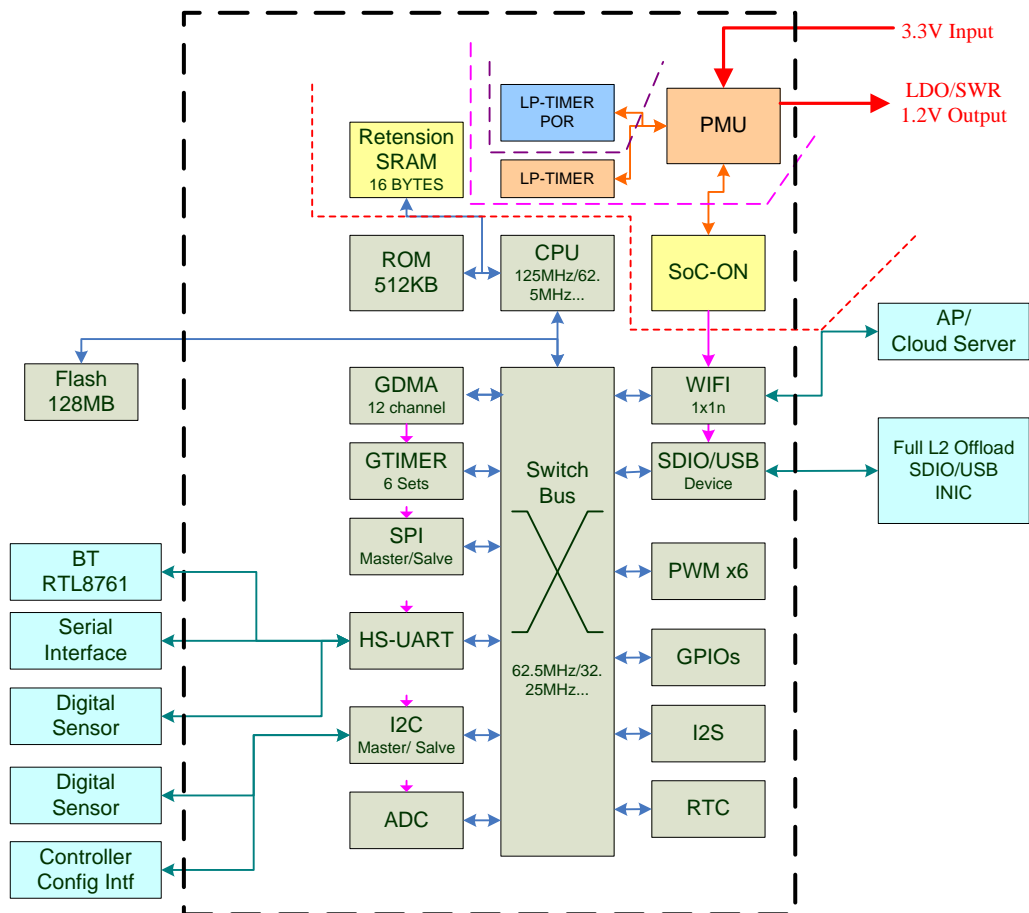 3.3V Input
LDO/SWR
1.2V Output
LP-TIMER
POR
PMU
Retension
SRAM
16 BYTES
LP-TIMER
ROM
512KB
CPU
125MHz/62.
5MHz...
SoC-ON
AP/
Cloud Server
Flash
128MB
GDMA
12 channel
WIFI
1x1n
GTIMER
6 Sets
Switch
Bus
SDIO/USB
Device
Full L2 Offload
SDIO/USB
INIC
SPI
Master/Salve
BT
RTL8761
PWM x6
Serial
Interface
HS-UART
62.5MHz/32.
25MHz...
GPIOs
Digital
Sensor
I2C
Master/ Salve
I2S
Digital
Sensor
ADC
RTC
Controller
Config Intf